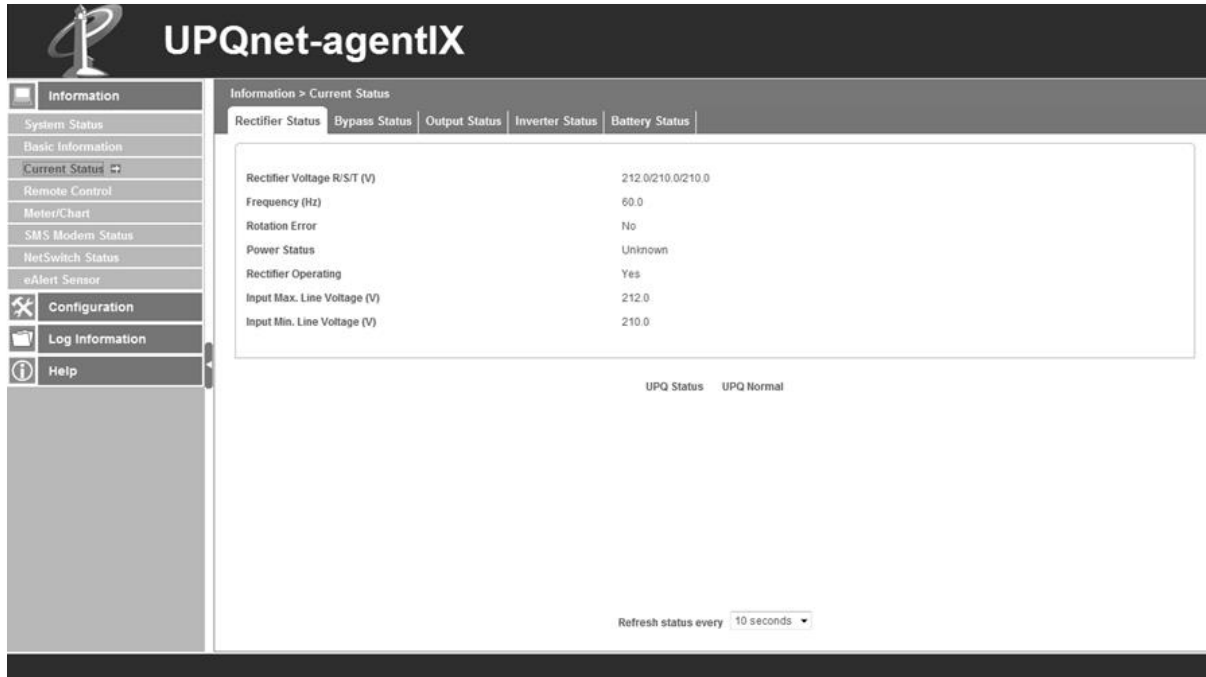 UPQnet-agentIX
Information
System Status
Basic Information
Current Status
Remote Control
Meter/Chart
SMS Modem Status
NetSwitch Status
eAlert Sensor
Configuration
Log Information
Help
Information > Current Status
Rectifier Status Bypass Status Output Status Inverter Status Battery Status
Rectifier Voltage R/S/T (V) 212.0/210.0/210.0
Frequency (Hz) 60.0
Rotation Error No
Power Status Unknown
Rectifier Operating Yes
Input Max. Line Voltage (V) 212.0
Input Min. Line Voltage (V) 210.0
UPQ Status UPQ Normal
Refresh status every 10 seconds